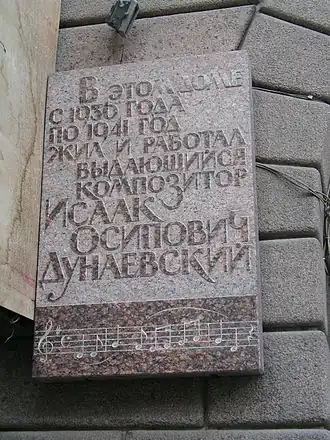 В ЭТОМ ДОМЕ
С 1936 ГОДА
ПО 1941 ГОД
ЖИЛ И РАБОТАЛ
ВЫДАЮЩИЙСЯ
КОМПОЗИТОР
ИСААК
ОСИПОВИЧ
ДУНАЕВСКИЙ